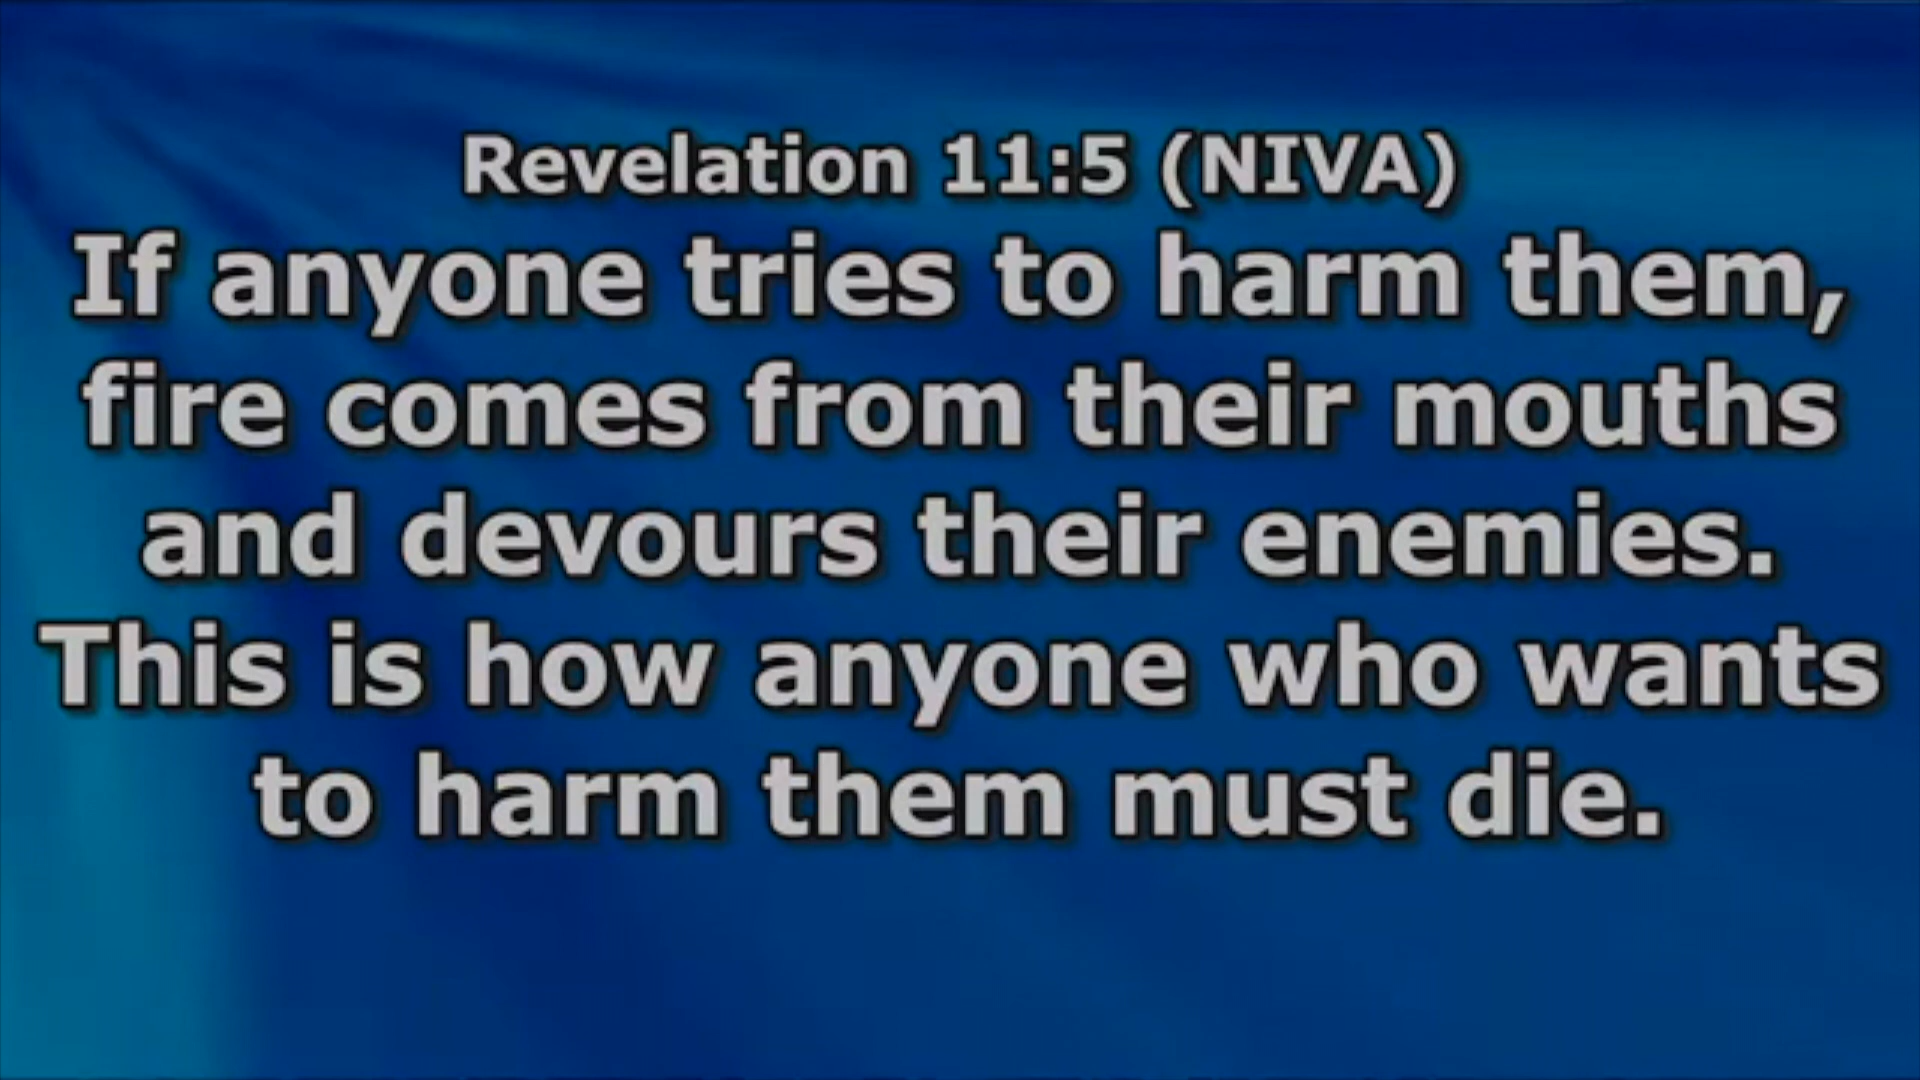 Revelation 11:5 (NIVA)
If anyone tries to harm them,
fire comes from their mouths
and devours their enemies.
This is how anyone who wants
to harm them must die.